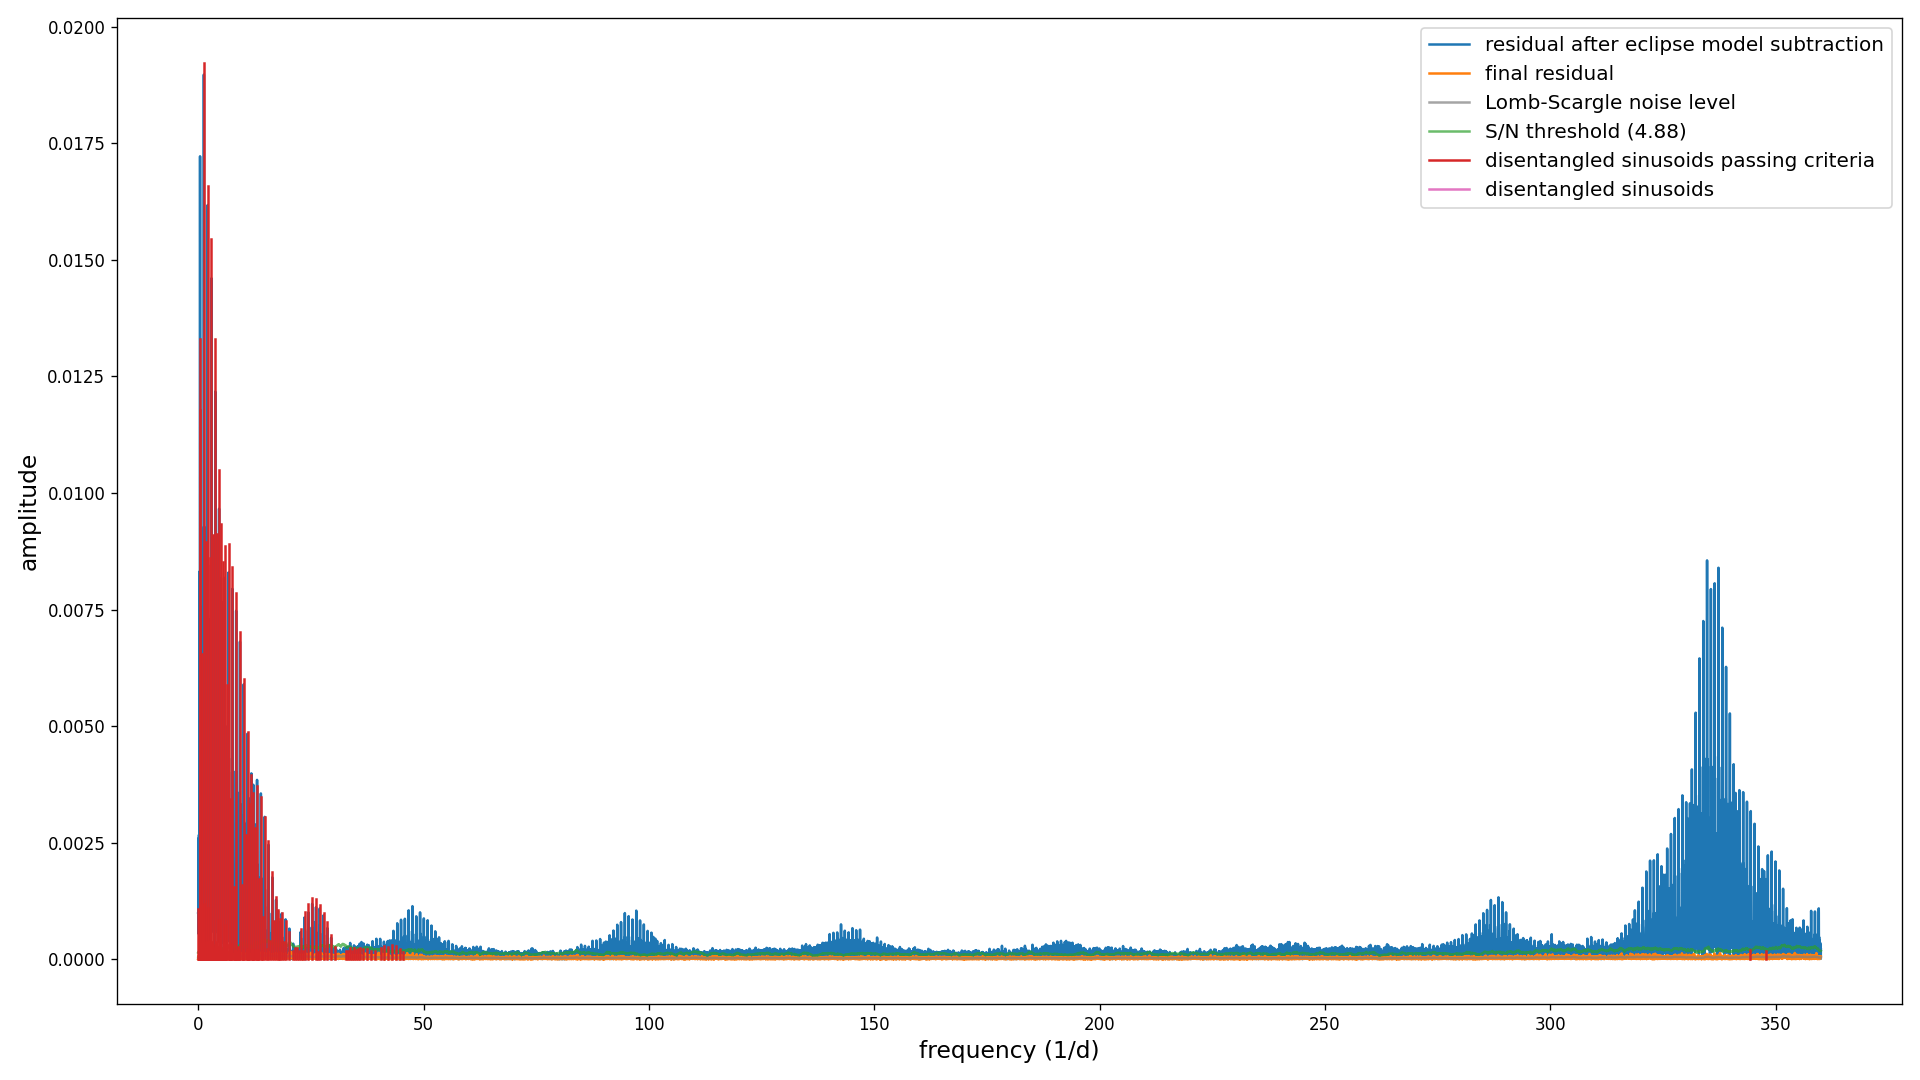 0.0200
0.0175
0.0150
0.0125
0.0100
0.0075
0.0050
0.0025
0.0000
amplitude
residual after eclipse model subtraction
final residual
Lomb-Scargle noise level
S/N threshold (4.88)
disentangled sinusoids passing criteria
disentangled sinusoids
0 50 100 150 200 250 300 350
frequency (1/d)